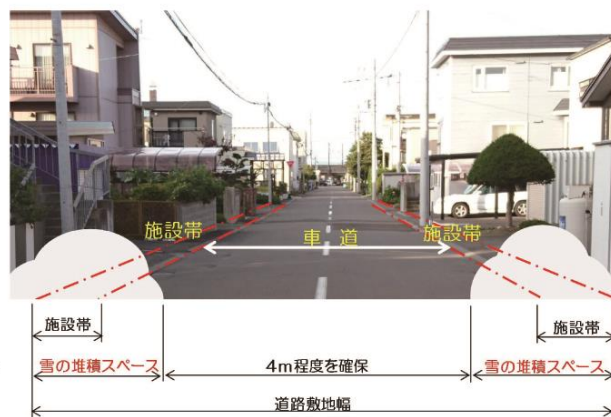 施設帯
車道
施設帯
施設帯
施設帯
雪の堆積スペース
4m程度を確保
雪の堆積スペース
道路敷地幅